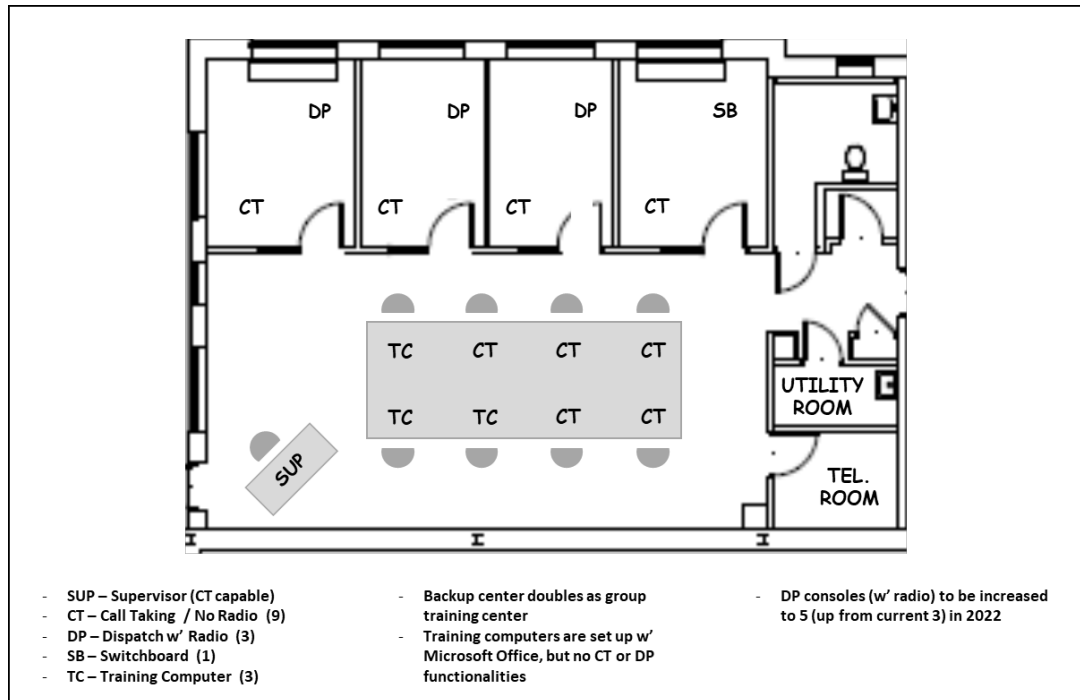 DP
DP
DP
SB
CT
CT
CT
CT
TC CT CT CT
TC TC CT CT
SUP
UTILITY
ROOM
TEL.
ROOM
- SUP – Supervisor (CT capable)
- CT – Call Taking / No Radio (9)
- DP – Dispatch w' Radio (3)
- SB – Switchboard (1)
- TC – Training Computer (3)
- Backup center doubles as group
training center
- Training computers are set up w'
Microsoft Office, but no CT or DP
functionalities
- DP consoles (w' radio) to be increased
to 5 (up from current 3) in 2022